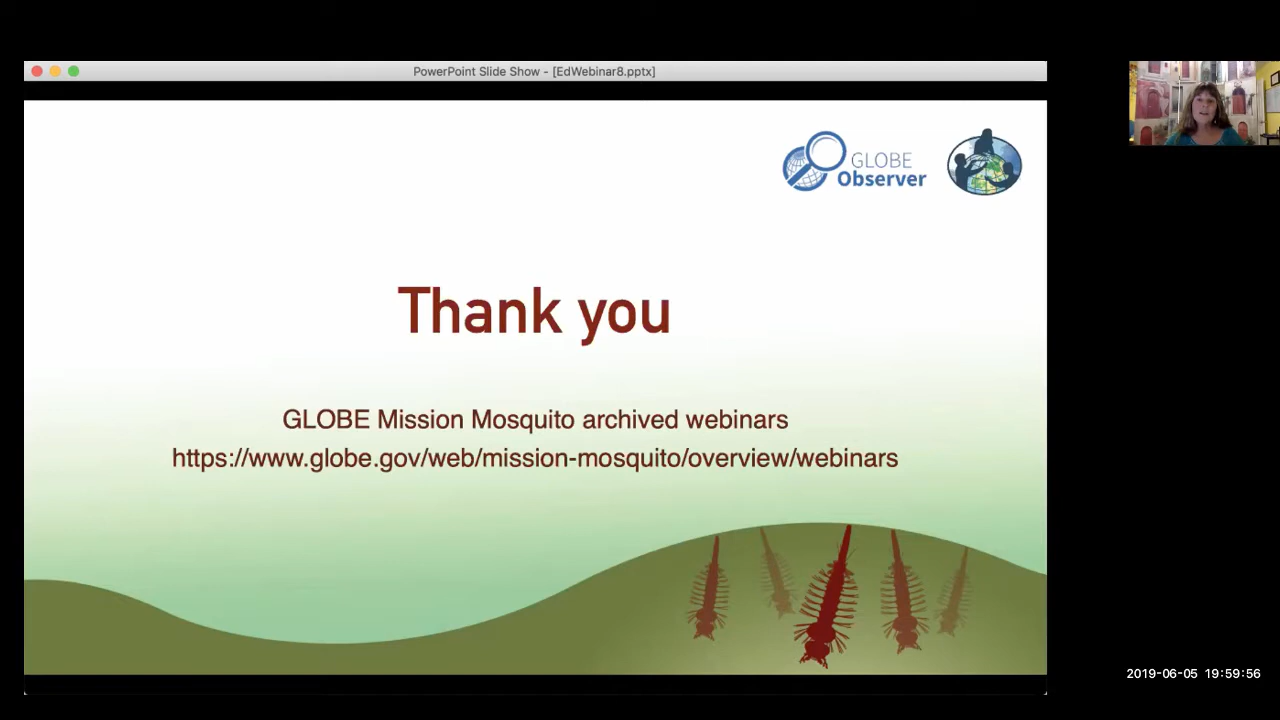 PowerPoint Slide Show - [EdWebinar8.pptx]
GLOBE
Observer
Thank you
GLOBE Mission Mosquito archived webinars
https://www.globe.gov/web/mission-mosquito/overview/webinars
2019-06-05 19:59:56